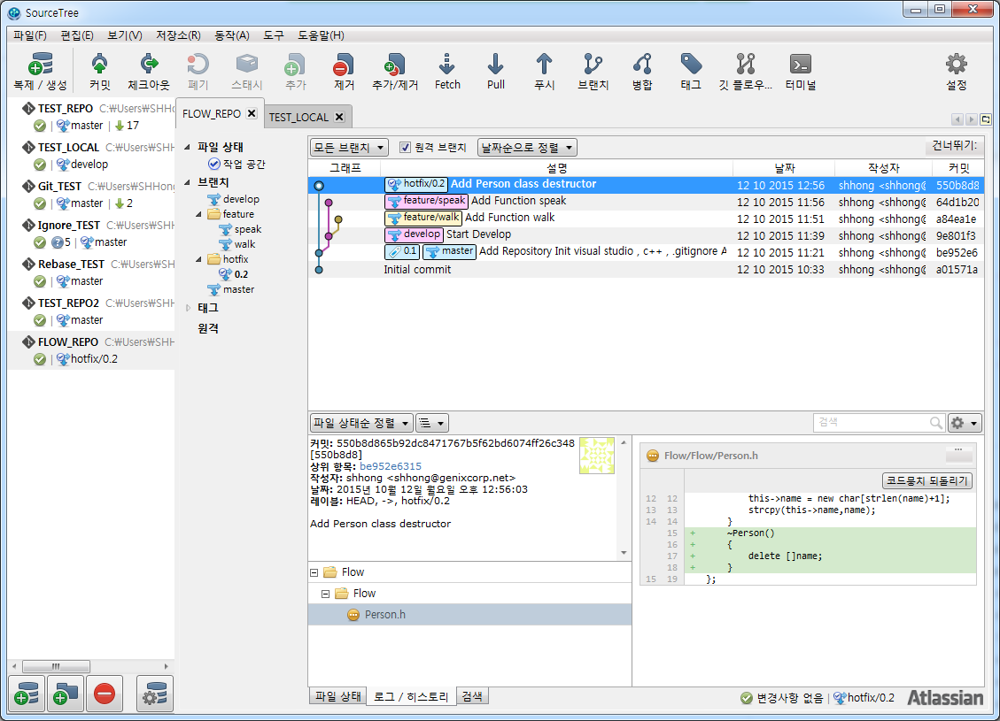 SourceTree
파일(F) 편집(E) 보기(V) 저장소(R) 동작(A) 도구 도움말(H)
복제 / 생성 커밋 체크아웃 폐기 스태시 추가 제거 추가/제거 Fetch Pull 푸시 브랜치 병합 태그 깃 플로우... 터미널 설정
TEST_REPO C:₩Users₩SHHo
master 17
TEST_LOCAL C:₩Users₩SH
develop
Git_TEST C:₩Users₩SHHong
master 2
Ignore_TEST C:₩Users₩SHH
5 master
Rebase_TEST C:₩Users₩SH
master
TEST_REPO2 C:₩Users₩SHH
master
FLOW_REPO C:₩Users₩SHH
hotfix/0.2
FLOW_REPO TEST_LOCAL
파일 상태
작업 공간
브랜치
develop
feature
speak
walk
hotfix
0.2
master
태그
원격
모든 브랜치 원격 브랜치 날짜순으로 정렬 건너뛰기:
그래프 설명 날짜 작성자 커밋
hotfix/0.2 Add Person class destructor 12 10 2015 12:56 shhong <shhong@ 550b8d8
feature/speak Add Function speak 12 10 2015 11:56 shhong <shhong@ 64d1b20
feature/walk Add Function walk 12 10 2015 11:51 shhong <shhong@ a84ea1e
develop Start Develop 12 10 2015 11:39 shhong <shhong@ 9e801f3
0.1 master Add Repository Init visual studio , c++ , .gitignore A 12 10 2015 11:21 shhong <shhong@ be952e6
Initial commit 12 10 2015 10:33 shhong <shhong@ a01571a
파일 상태순 정렬 검색
커밋: 550b8d865b92dc8471767b5f62bd6074ff26c348
[550b8d8]
상위 항목: be952e6315
작성자: shhong <shhong@genixcorp.net>
날짜: 2015년 10월 12일 월요일 오후 12:56:03
레이블: HEAD, ->, hotfix/0.2
Add Person class destructor
Flow
Flow
Person.h
Flow/Flow/Person.h ...
코드뭉치 되돌리기
12 12 this->name = new char[strlen(name)+1];
13 13 strcpy(this->name,name);
14 14 }
15 + ~Person()
16 + {
17 + delete []name;
18 + }
15 19 };
파일 상태 로그 / 히스토리 검색
변경사항 없음 hotfix/0.2 Atlassian